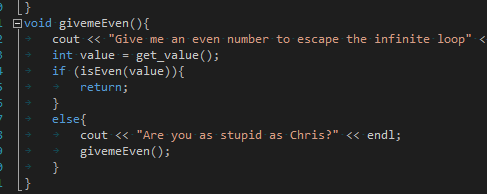 }
void givemeEven(){
cout << "Give me an even number to escape the infinite loop" <
int value = get_value();
if (isEven(value)){
return;
}
else{
cout << "Are you as stupid as Chris?" << endl;
givemeEven();
}
}